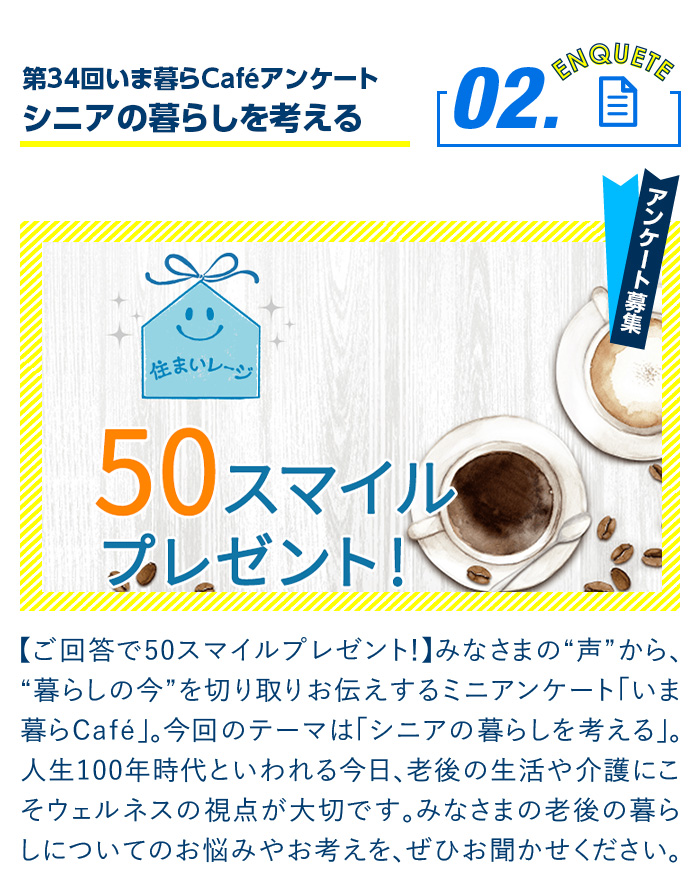 第34回いま暮らCaféアンケート
シニアの暮らしを考える
02.
ENQUETE
アンケート募集
住まいレージ
50スマイル
プレゼント！
【ご回答で50スマイルプレゼント！】みなさまの“声”から、
“暮らしの今”を切り取りお伝えするミニアンケート「いま
暮らCafé」。今回のテーマは「シニアの暮らしを考える」。
人生100年時代といわれる今日、老後の生活や介護にこ
そウェルネスの視点が大切です。みなさまの老後の暮ら
しについてのお悩みやお考えを、ぜひお聞かせください。